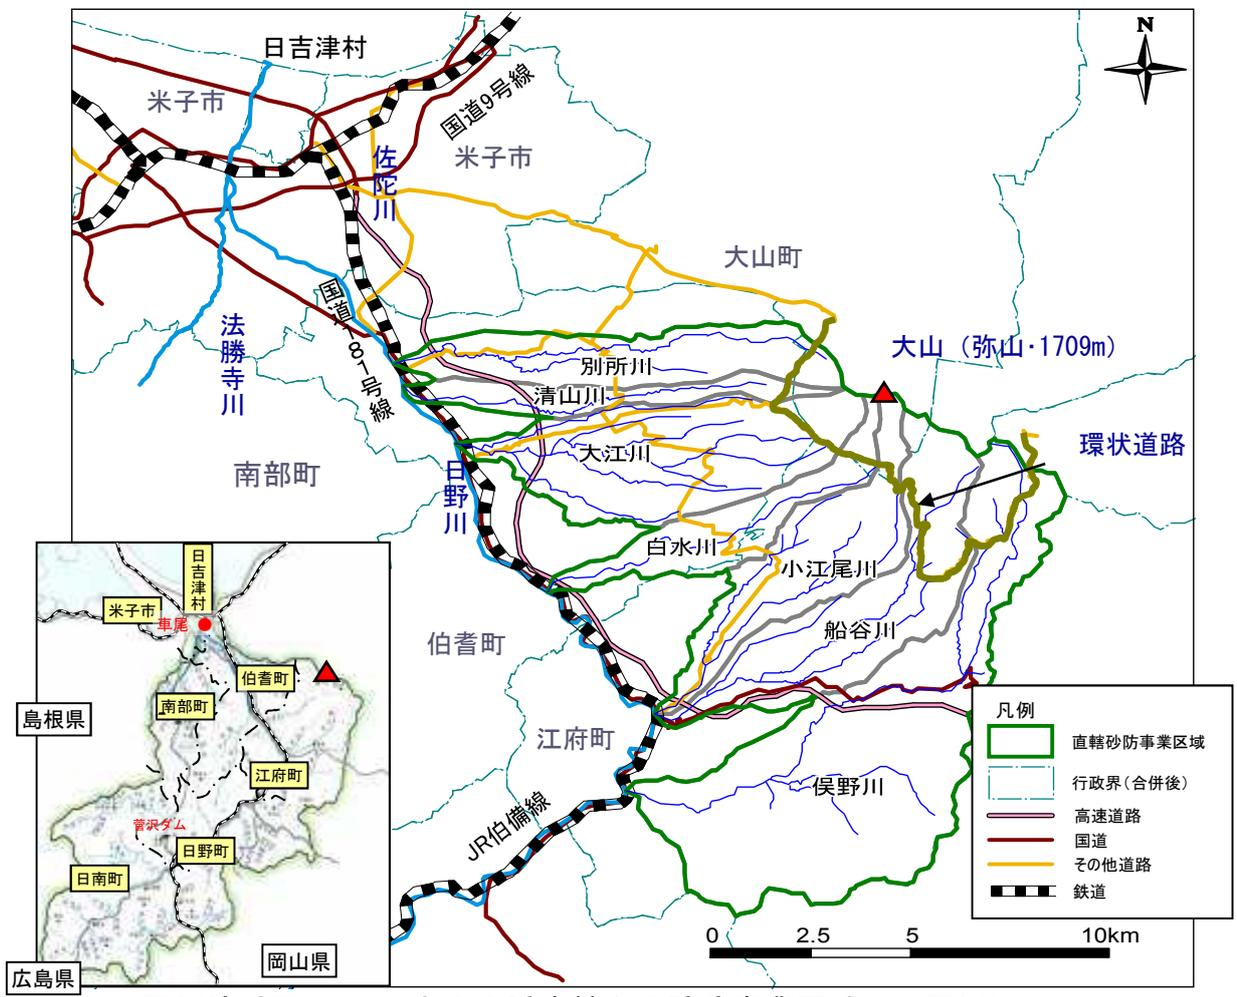 N
日吉津村
米子市
国道9号線
米子市
佐陀川
大山町
国道181号線
法勝寺川
大山（弥山･1709m）
別所川
清山川
環状道路
大江川
南部町
日野川
白水川
小江尾川
船谷川
伯耆町
江府町
俣野川
JR伯備線
凡例
直轄砂防事業区域
行政界（合併後）
高速道路
国道
その他道路
鉄道
0 2.5 5 10km
日吉津村
米子市
車尾
伯耆町
南部町
島根県
江府町
菅沢ダム
日野町
日南町
岡山県
広島県